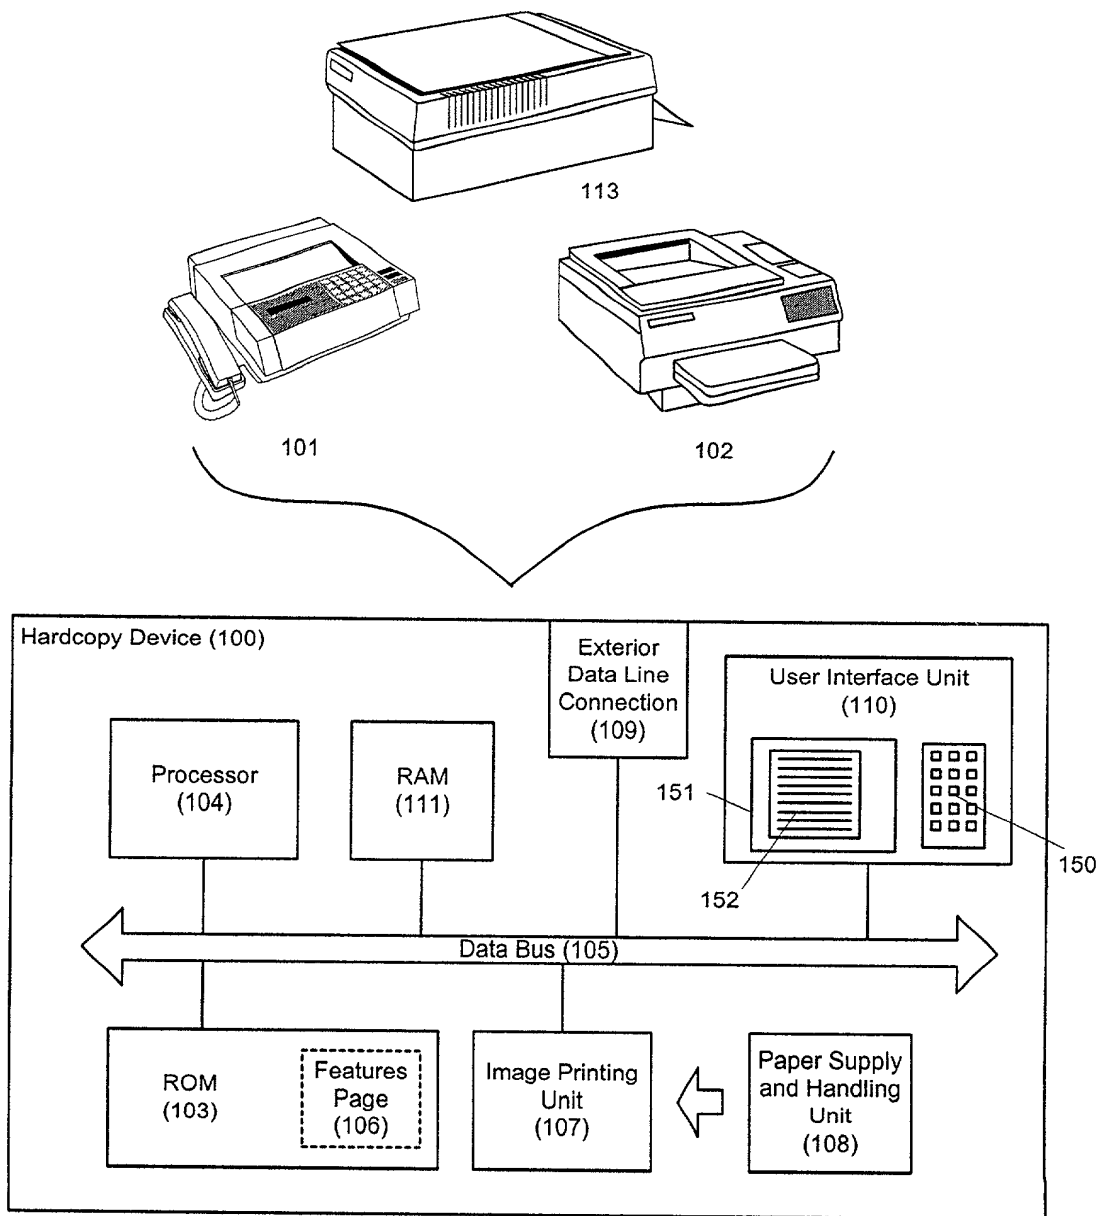 113
101
102
Hardcopy Device (100)
Exterior
Data Line
Connection
(109)
User Interface Unit
(110)
Processor
(104)
RAM
(111)
151
152
150
Data Bus (105)
ROM
(103)
Features
Page
(106)
Image Printing
Unit
(107)
Paper Supply
and Handling
Unit
(108)